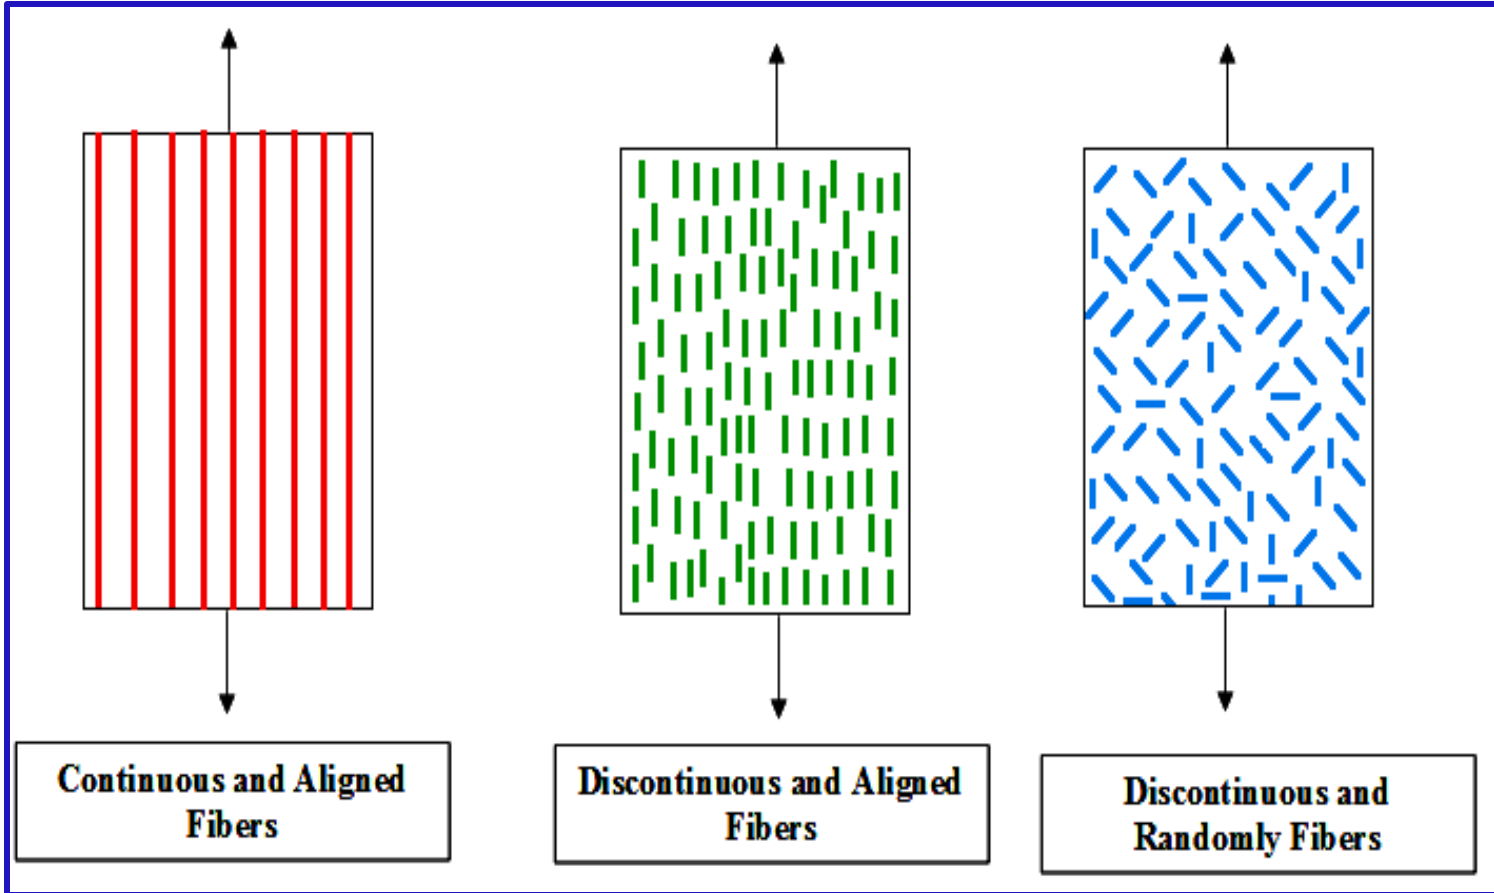 Continuous and Aligned
Fibers
Discontinuous and Aligned
Fibers
Discontinuous and
Randomly Fibers